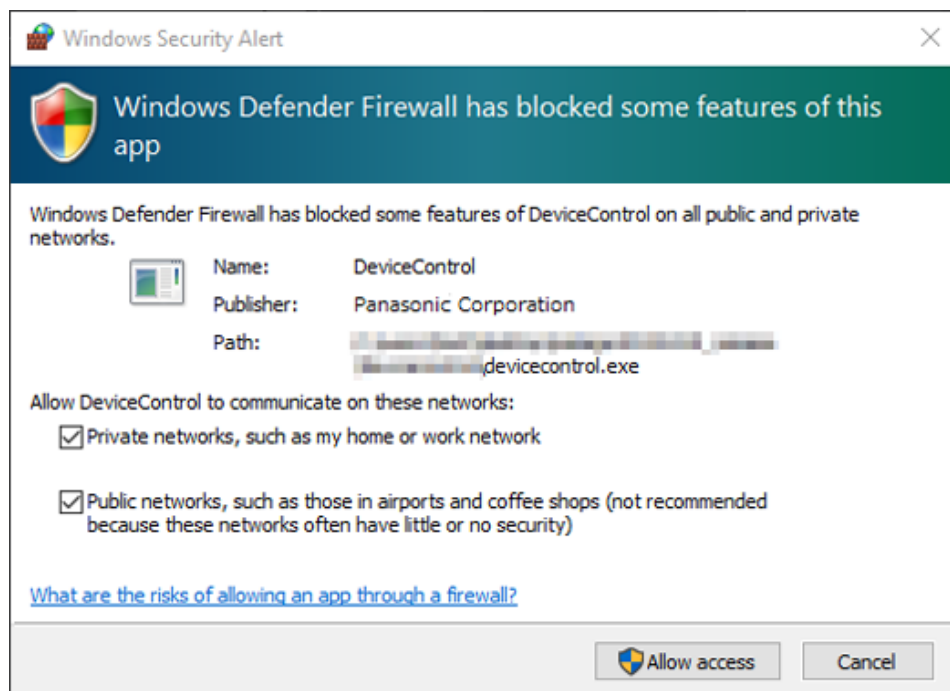 Windows Security Alert
Windows Defender Firewall has blocked some features of this
app
Windows Defender Firewall has blocked some features of DeviceControl on all public and private
networks.
Name: DeviceControl
Publisher: Panasonic Corporation
Path:
\devicecontrol.exe
Allow DeviceControl to communicate on these networks:
Private networks, such as my home or work network
Public networks, such as those in airports and coffee shops (not recommended
because these networks often have little or no security)
What are the risks of allowing an app through a firewall?
Allow access Cancel